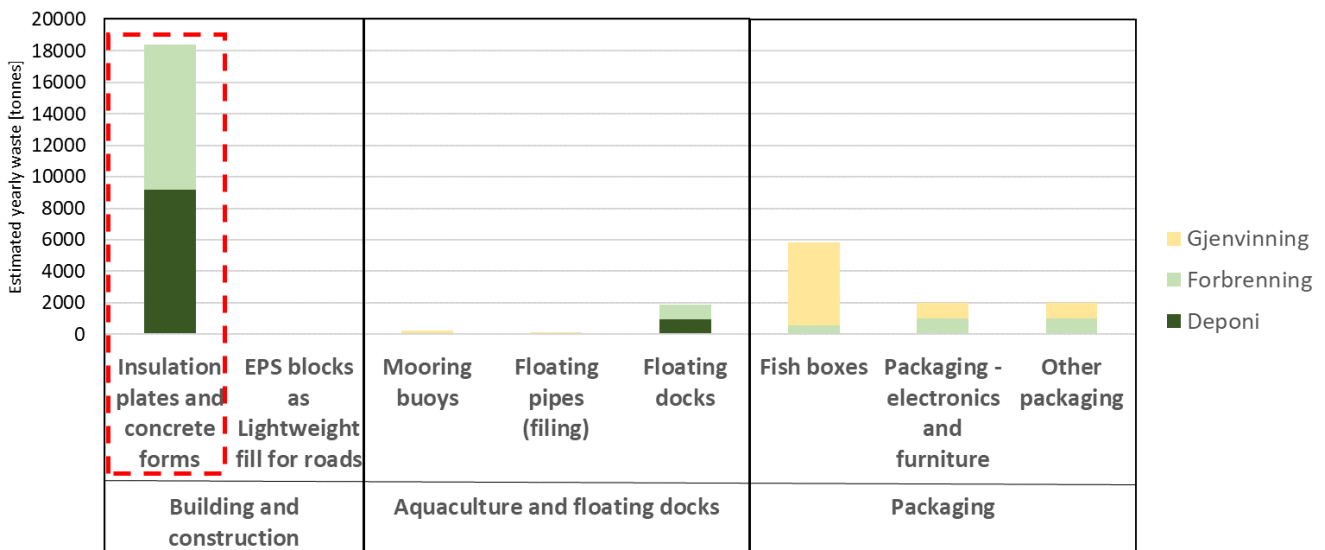 Estimated yearly waste [tonnes]
20000
18000
16000
14000
12000
10000
8000
6000
4000
2000
0
Insulation
plates and
concrete
forms
EPS blocks
as
Lightweight
fill for roads
Mooring
buoys
Floating
pipes
(filing)
Floating
docks
Fish boxes
Packaging -
electronics
and
furniture
Other
packaging
Building and
construction
Aquaculture and floating docks
Packaging
Gjenvinning
Forbrenning
Deponi